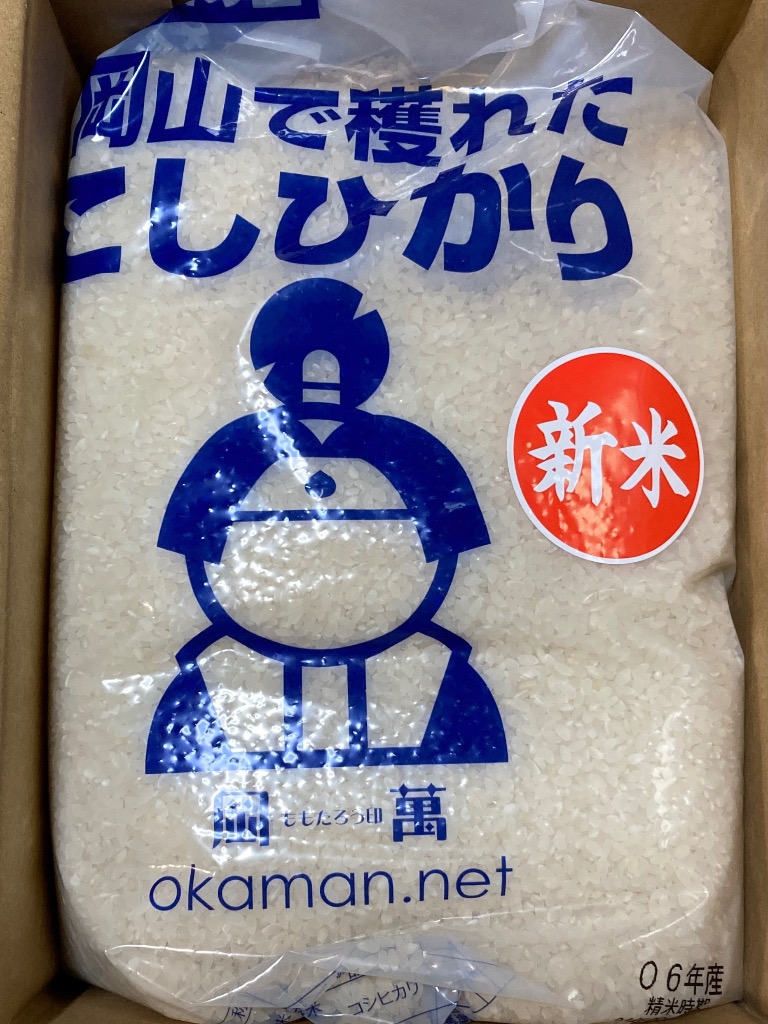 岡山で穫れた
こしひかり
新米
岡 ももたろう印 萬
okaman.net
コシヒカリ
06年産
精米時期